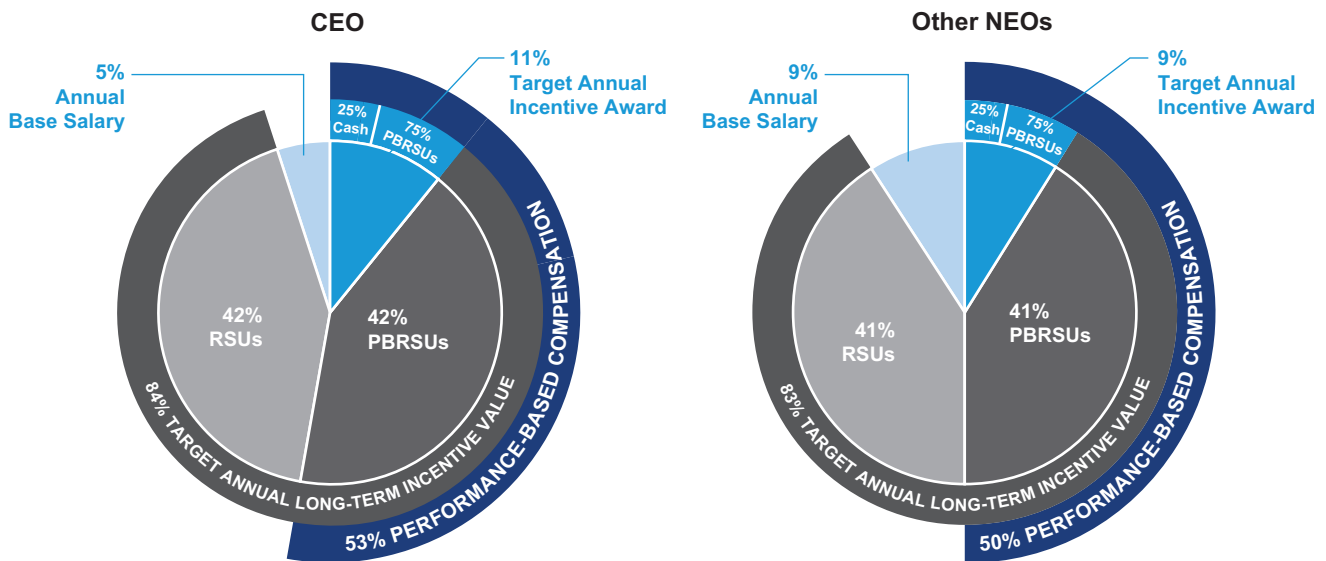 CEO
5%
Annual
Base Salary
11%
Target Annual
Incentive Award
25%
Cash
75%
PBRSUs
42%
RSUs
42%
PBRSUs
84% TARGET ANNUAL LONG-TERM INCENTIVE VALUE
53% PERFORMANCE-BASED COMPENSATION
Other NEOs
9%
Annual
Base Salary
9%
Target Annual
Incentive Award
25%
Cash
75%
PBRSUs
41%
RSUs
41%
PBRSUs
83% TARGET ANNUAL LONG-TERM INCENTIVE VALUE
50% PERFORMANCE-BASED COMPENSATION